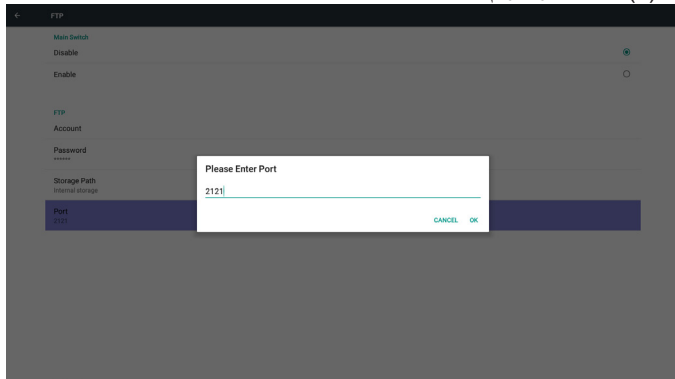 FTP
Main Switch
Disable
Enable
FTP
Account
Password
******
Storage Path
Internal storage
Port
2121
Please Enter Port
2121
CANCEL OK